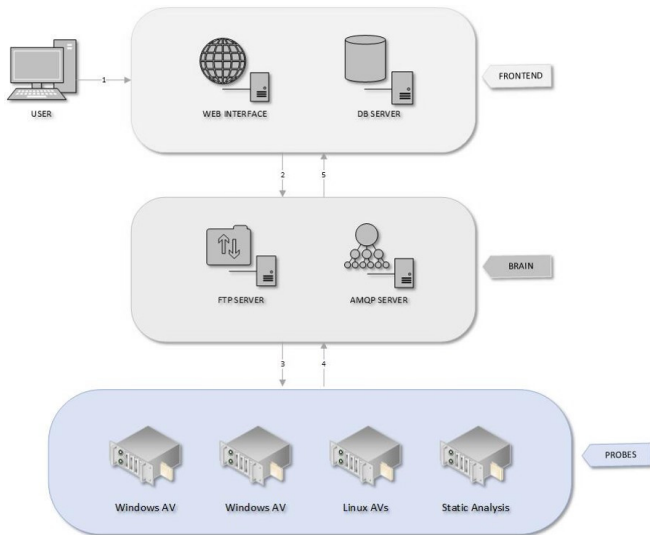 1
USER
WEB INTERFACE
DB SERVER
FRONTEND
2
5
FTP SERVER
AMQP SERVER
BRAIN
3
4
Windows AV
Windows AV
Linux AVs
Static Analysis
PROBES